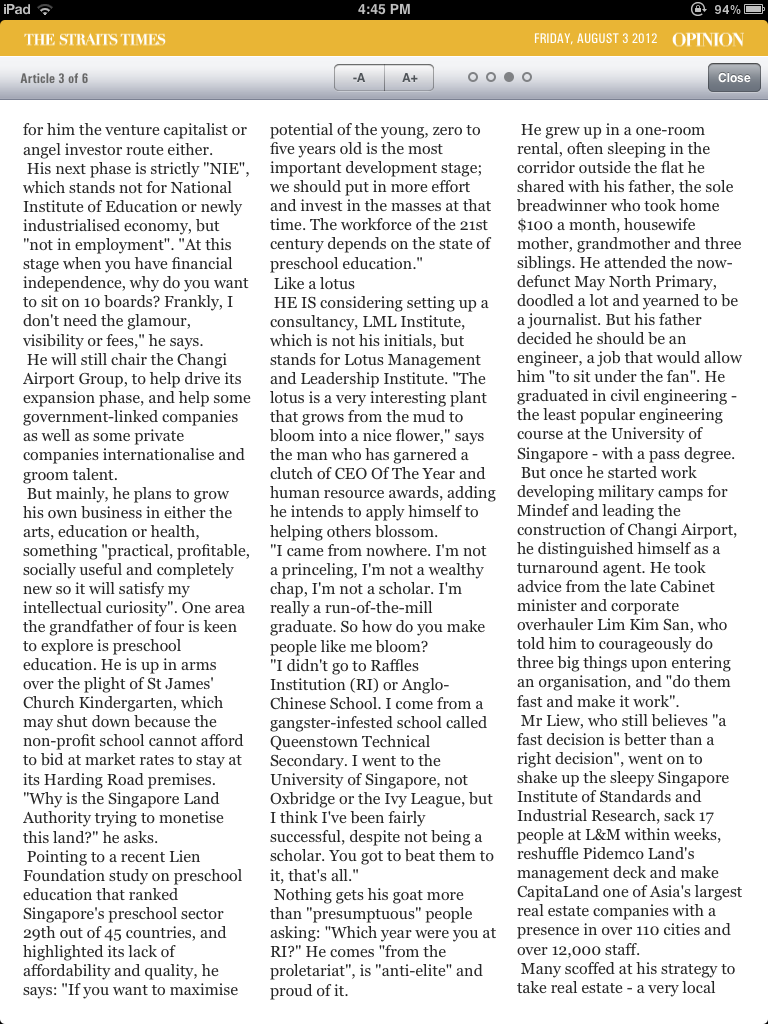 iPad 4:45 PM 94%
THE STRAITS TIMES FRIDAY, AUGUST 3 2012 OPINION
Article 3 of 6 -A A+ Close
for him the venture capitalist or
angel investor route either.
His next phase is strictly "NIE",
which stands not for National
Institute of Education or newly
industrialised economy, but
"not in employment". "At this
stage when you have financial
independence, why do you want
to sit on 10 boards? Frankly, I
don't need the glamour,
visibility or fees," he says.
He will still chair the Changi
Airport Group, to help drive its
expansion phase, and help some
government-linked companies
as well as some private
companies internationalise and
groom talent.
But mainly, he plans to grow
his own business in either the
arts, education or health,
something "practical, profitable,
socially useful and completely
new so it will satisfy my
intellectual curiosity". One area
the grandfather of four is keen
to explore is preschool
education. He is up in arms
over the plight of St James'
Church Kindergarten, which
may shut down because the
non-profit school cannot afford
to bid at market rates to stay at
its Harding Road premises.
"Why is the Singapore Land
Authority trying to monetise
this land?" he asks.
Pointing to a recent Lien
Foundation study on preschool
education that ranked
Singapore's preschool sector
29th out of 45 countries, and
highlighted its lack of
affordability and quality, he
says: "If you want to maximise
potential of the young, zero to
five years old is the most
important development stage;
we should put in more effort
and invest in the masses at that
time. The workforce of the 21st
century depends on the state of
preschool education."
Like a lotus
HE IS considering setting up a
consultancy, LML Institute,
which is not his initials, but
stands for Lotus Management
and Leadership Institute. "The
lotus is a very interesting plant
that grows from the mud to
bloom into a nice flower," says
the man who has garnered a
clutch of CEO Of The Year and
human resource awards, adding
he intends to apply himself to
helping others blossom.
"I came from nowhere. I'm not
a princeling, I'm not a wealthy
chap, I'm not a scholar. I'm
really a run-of-the-mill
graduate. So how do you make
people like me bloom?
"I didn't go to Raffles
Institution (RI) or Anglo-
Chinese School. I come from a
gangster-infested school called
Queenstown Technical
Secondary. I went to the
University of Singapore, not
Oxbridge or the Ivy League, but
I think I've been fairly
successful, despite not being a
scholar. You got to beat them to
it, that's all."
Nothing gets his goat more
than "presumptuous" people
asking: "Which year were you at
RI?" He comes "from the
proletariat", is "anti-elite" and
proud of it.
He grew up in a one-room
rental, often sleeping in the
corridor outside the flat he
shared with his father, the sole
breadwinner who took home
$100 a month, housewife
mother, grandmother and three
siblings. He attended the now-
defunct May North Primary,
doodled a lot and yearned to be
a journalist. But his father
decided he should be an
engineer, a job that would allow
him "to sit under the fan". He
graduated in civil engineering -
the least popular engineering
course at the University of
Singapore - with a pass degree.
But once he started work
developing military camps for
Mindef and leading the
construction of Changi Airport,
he distinguished himself as a
turnaround agent. He took
advice from the late Cabinet
minister and corporate
overhauler Lim Kim San, who
told him to courageously do
three big things upon entering
an organisation, and "do them
fast and make it work".
Mr Liew, who still believes "a
fast decision is better than a
right decision", went on to
shake up the sleepy Singapore
Institute of Standards and
Industrial Research, sack 17
people at L&M within weeks,
reshuffle Pidemco Land's
management deck and make
CapitaLand one of Asia's largest
real estate companies with a
presence in over 110 cities and
over 12,000 staff.
Many scoffed at his strategy to
take real estate - a very local